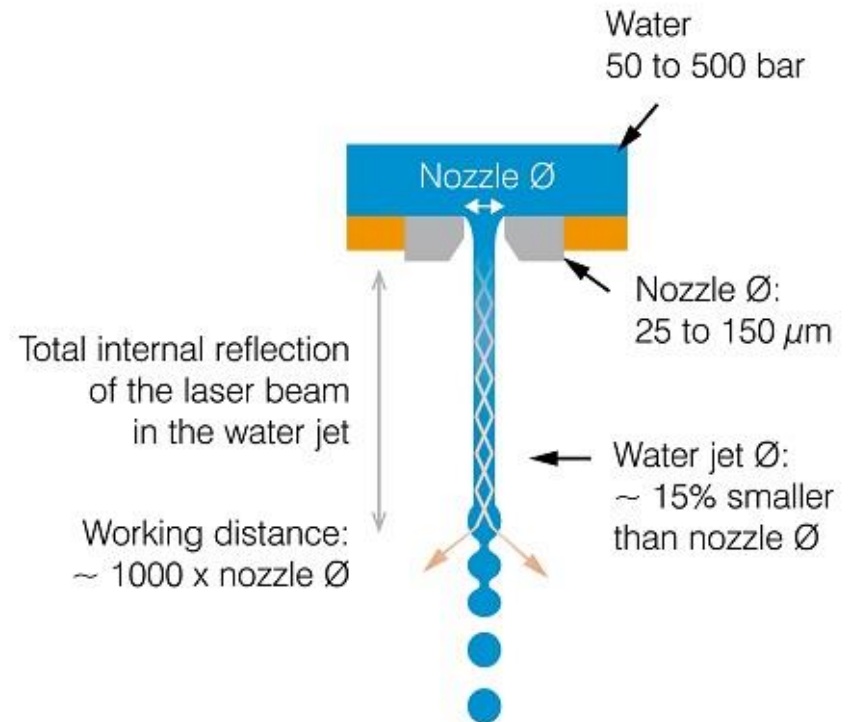 Water
50 to 500 bar
Nozzle Ø
Nozzle Ø:
25 to 150 µm
Total internal reflection
of the laser beam
in the water jet
Water jet Ø:
~ 15% smaller
than nozzle Ø
Working distance:
~ 1000 x nozzle Ø